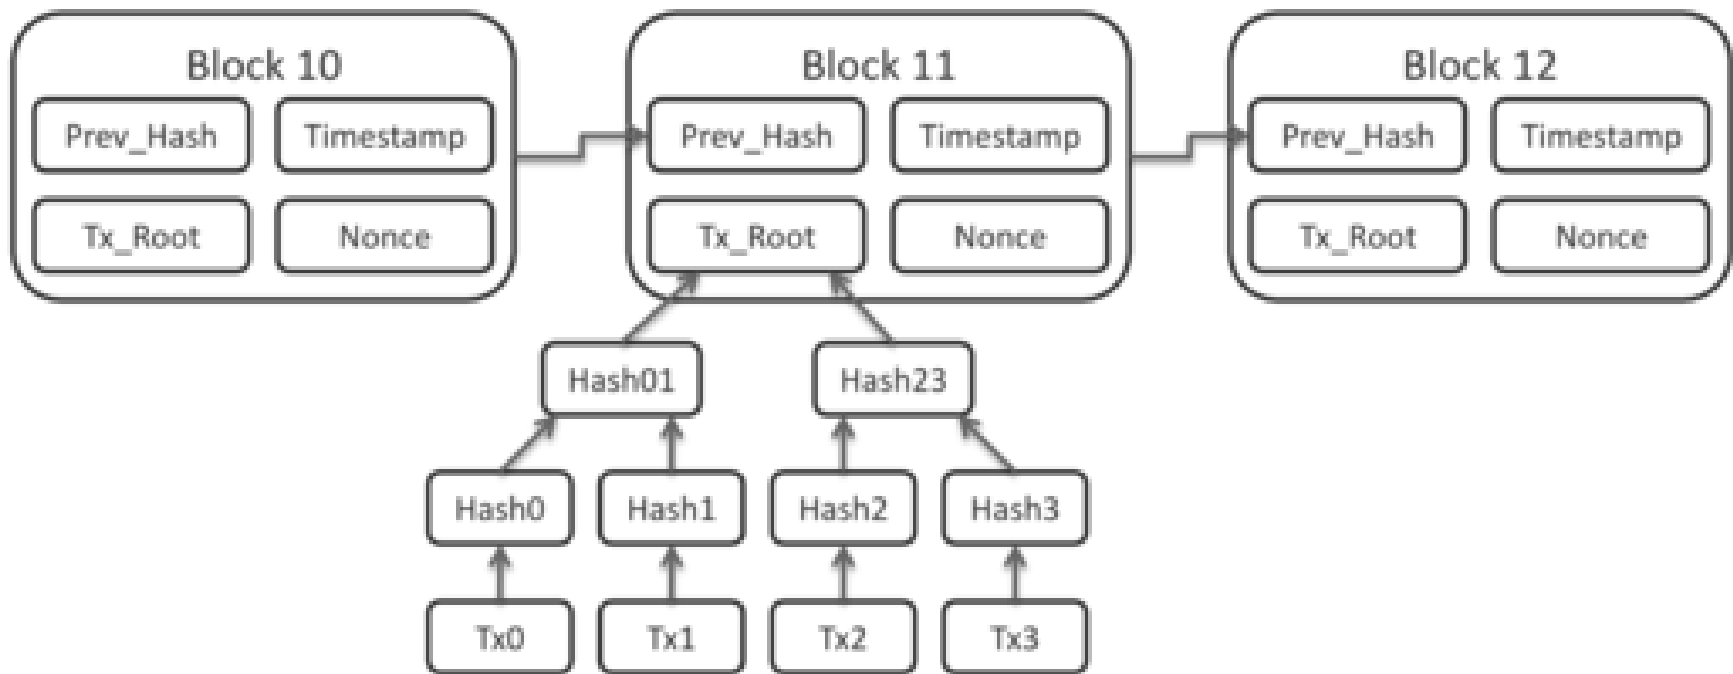 Block 10
Prev_Hash Timestamp
Tx_Root Nonce
Block 11
Prev_Hash Timestamp
Tx_Root Nonce
Block 12
Prev_Hash Timestamp
Tx_Root Nonce
Hash01 Hash23
Hash0 Hash1 Hash2 Hash3
Tx0 Tx1 Tx2 Tx3